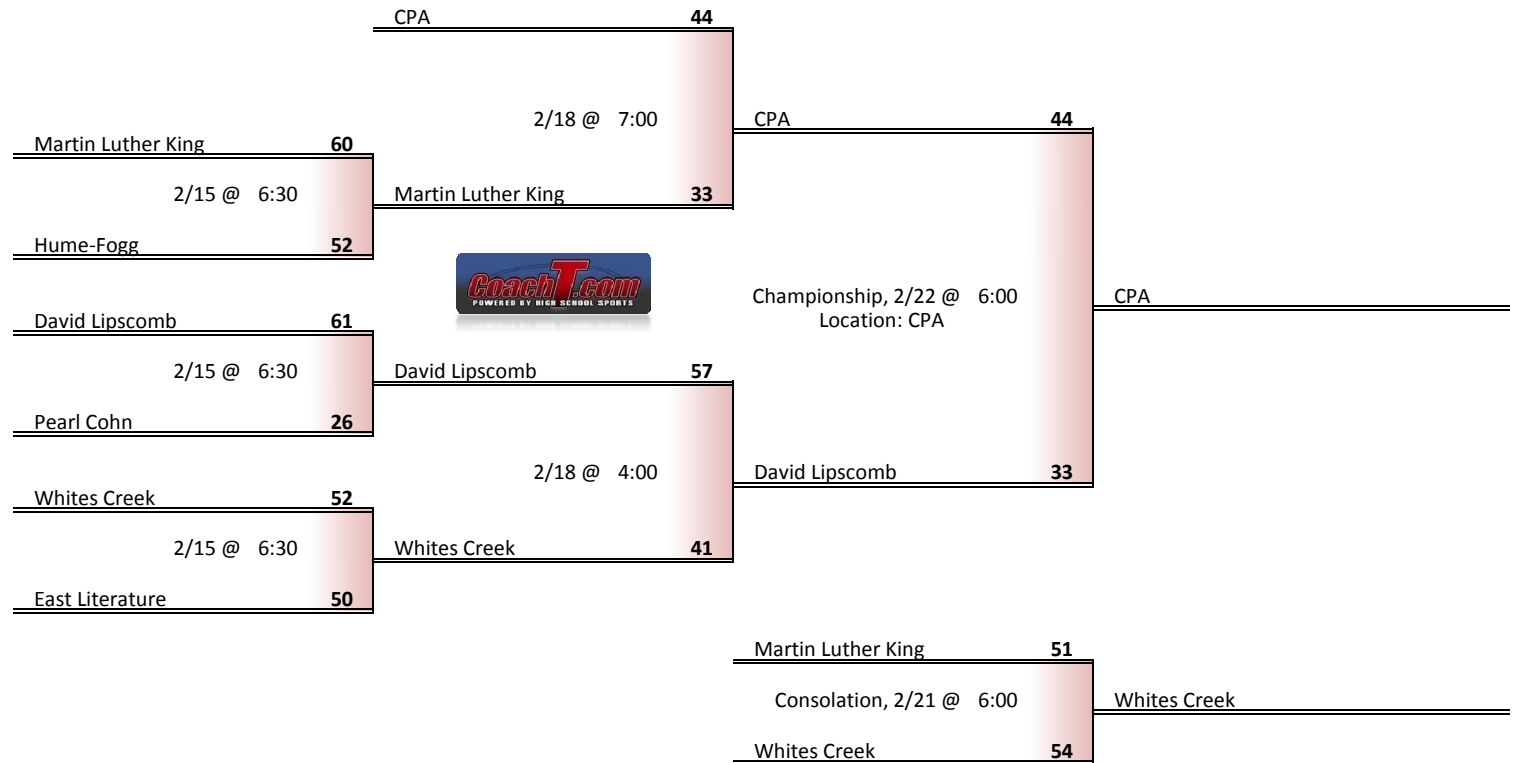 CPA 44
2/18 @ 7:00
CPA 44
Martin Luther King 60
2/15 @ 6:30
Martin Luther King 33
Hume-Fogg 52
CoachT.com
POWERED BY HIGH SCHOOL SPORTS
Championship, 2/22 @ 6:00
Location: CPA
CPA
David Lipscomb 61
2/15 @ 6:30
David Lipscomb 57
Pearl Cohn 26
2/18 @ 4:00
David Lipscomb 33
Whites Creek 52
2/15 @ 6:30
Whites Creek 41
East Literature 50
Martin Luther King 51
Consolation, 2/21 @ 6:00
Whites Creek
Whites Creek 54